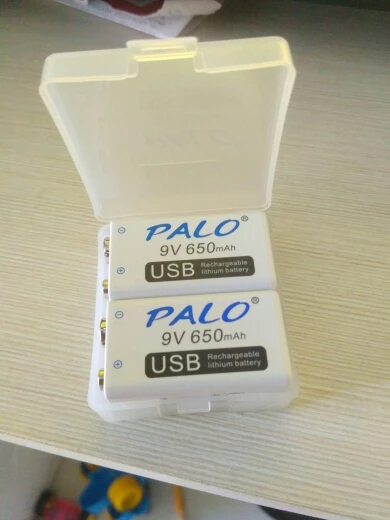 PALO®
9V 650mAh
USB Rechargeable
lithium battery
PALO®
9V 650mAh
USB Rechargeable
lithium battery